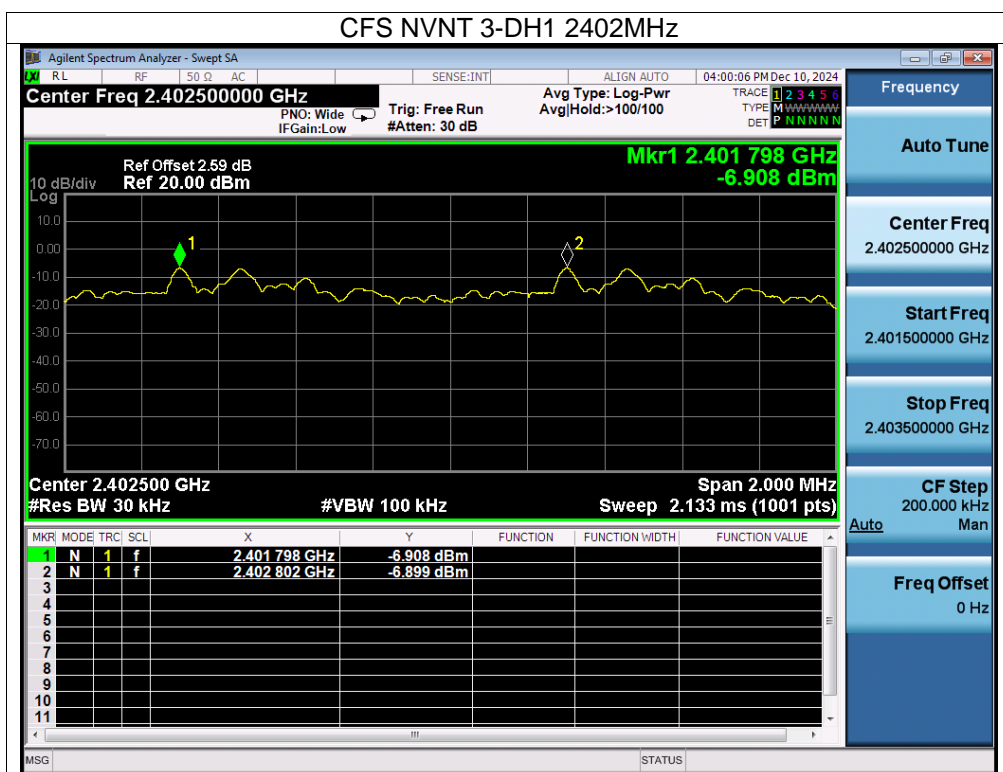 CFS NVNT 3-DH1 2402MHz
Agilent Spectrum Analyzer - Swept SA
LXI RL RF 50 Ω AC SENSE:INT ALIGN AUTO 04:00:06 PM Dec 10, 2024
Center Freq 2.402500000 GHz
PNO: Wide
IFGain:Low
Trig: Free Run
#Atten: 30 dB
Avg Type: Log-Pwr
Avg|Hold:>100/100
TRACE 1 2 3 4 5 6
TYPE M WWWWW
DET P N N N N N
Ref Offset 2.59 dB
10 dB/div Ref 20.00 dBm
Log
Mkr1 2.401 798 GHz
-6.908 dBm
10.0
0.00
-10.0
-20.0
-30.0
-40.0
-50.0
-60.0
-70.0
1
2
Center 2.402500 GHz Span 2.000 MHz
#Res BW 30 kHz #VBW 100 kHz Sweep 2.133 ms (1001 pts)
MKR MODE TRC SCL X Y FUNCTION FUNCTION WIDTH FUNCTION VALUE
1 N 1 f 2.401 798 GHz -6.908 dBm
2 N 1 f 2.402 802 GHz -6.899 dBm
3
4
5
6
7
8
9
10
11
MSG STATUS
Frequency
Auto Tune
Center Freq
2.402500000 GHz
Start Freq
2.401500000 GHz
Stop Freq
2.403500000 GHz
CF Step
200.000 kHz
Auto Man
Freq Offset
0 Hz